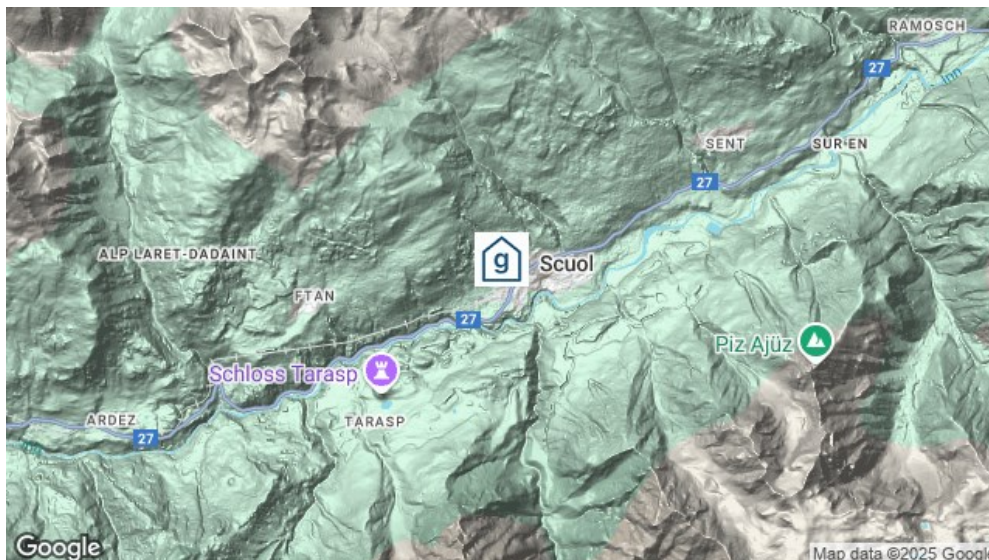 RAMOSCH
27
Inn
SENT
SUR EN
27
ALP LARET-DADAINT
g
Scuol
FTAN
27
Piz Ajüz
Schloss Tarasp
ARDEZ
TARASP
27
Google
Map data ©2025 Google